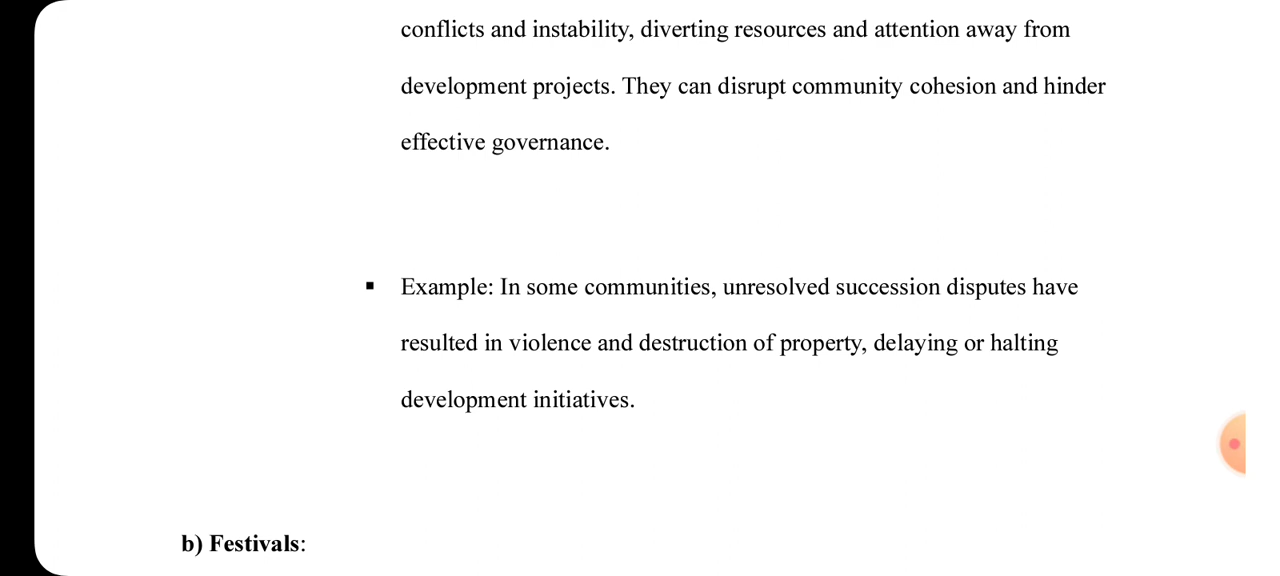 conflicts and instability, diverting resources and attention away from
development projects. They can disrupt community cohesion and hinder
effective governance.
▪ Example: In some communities, unresolved succession disputes have
resulted in violence and destruction of property, delaying or halting
development initiatives.
b) Festivals: